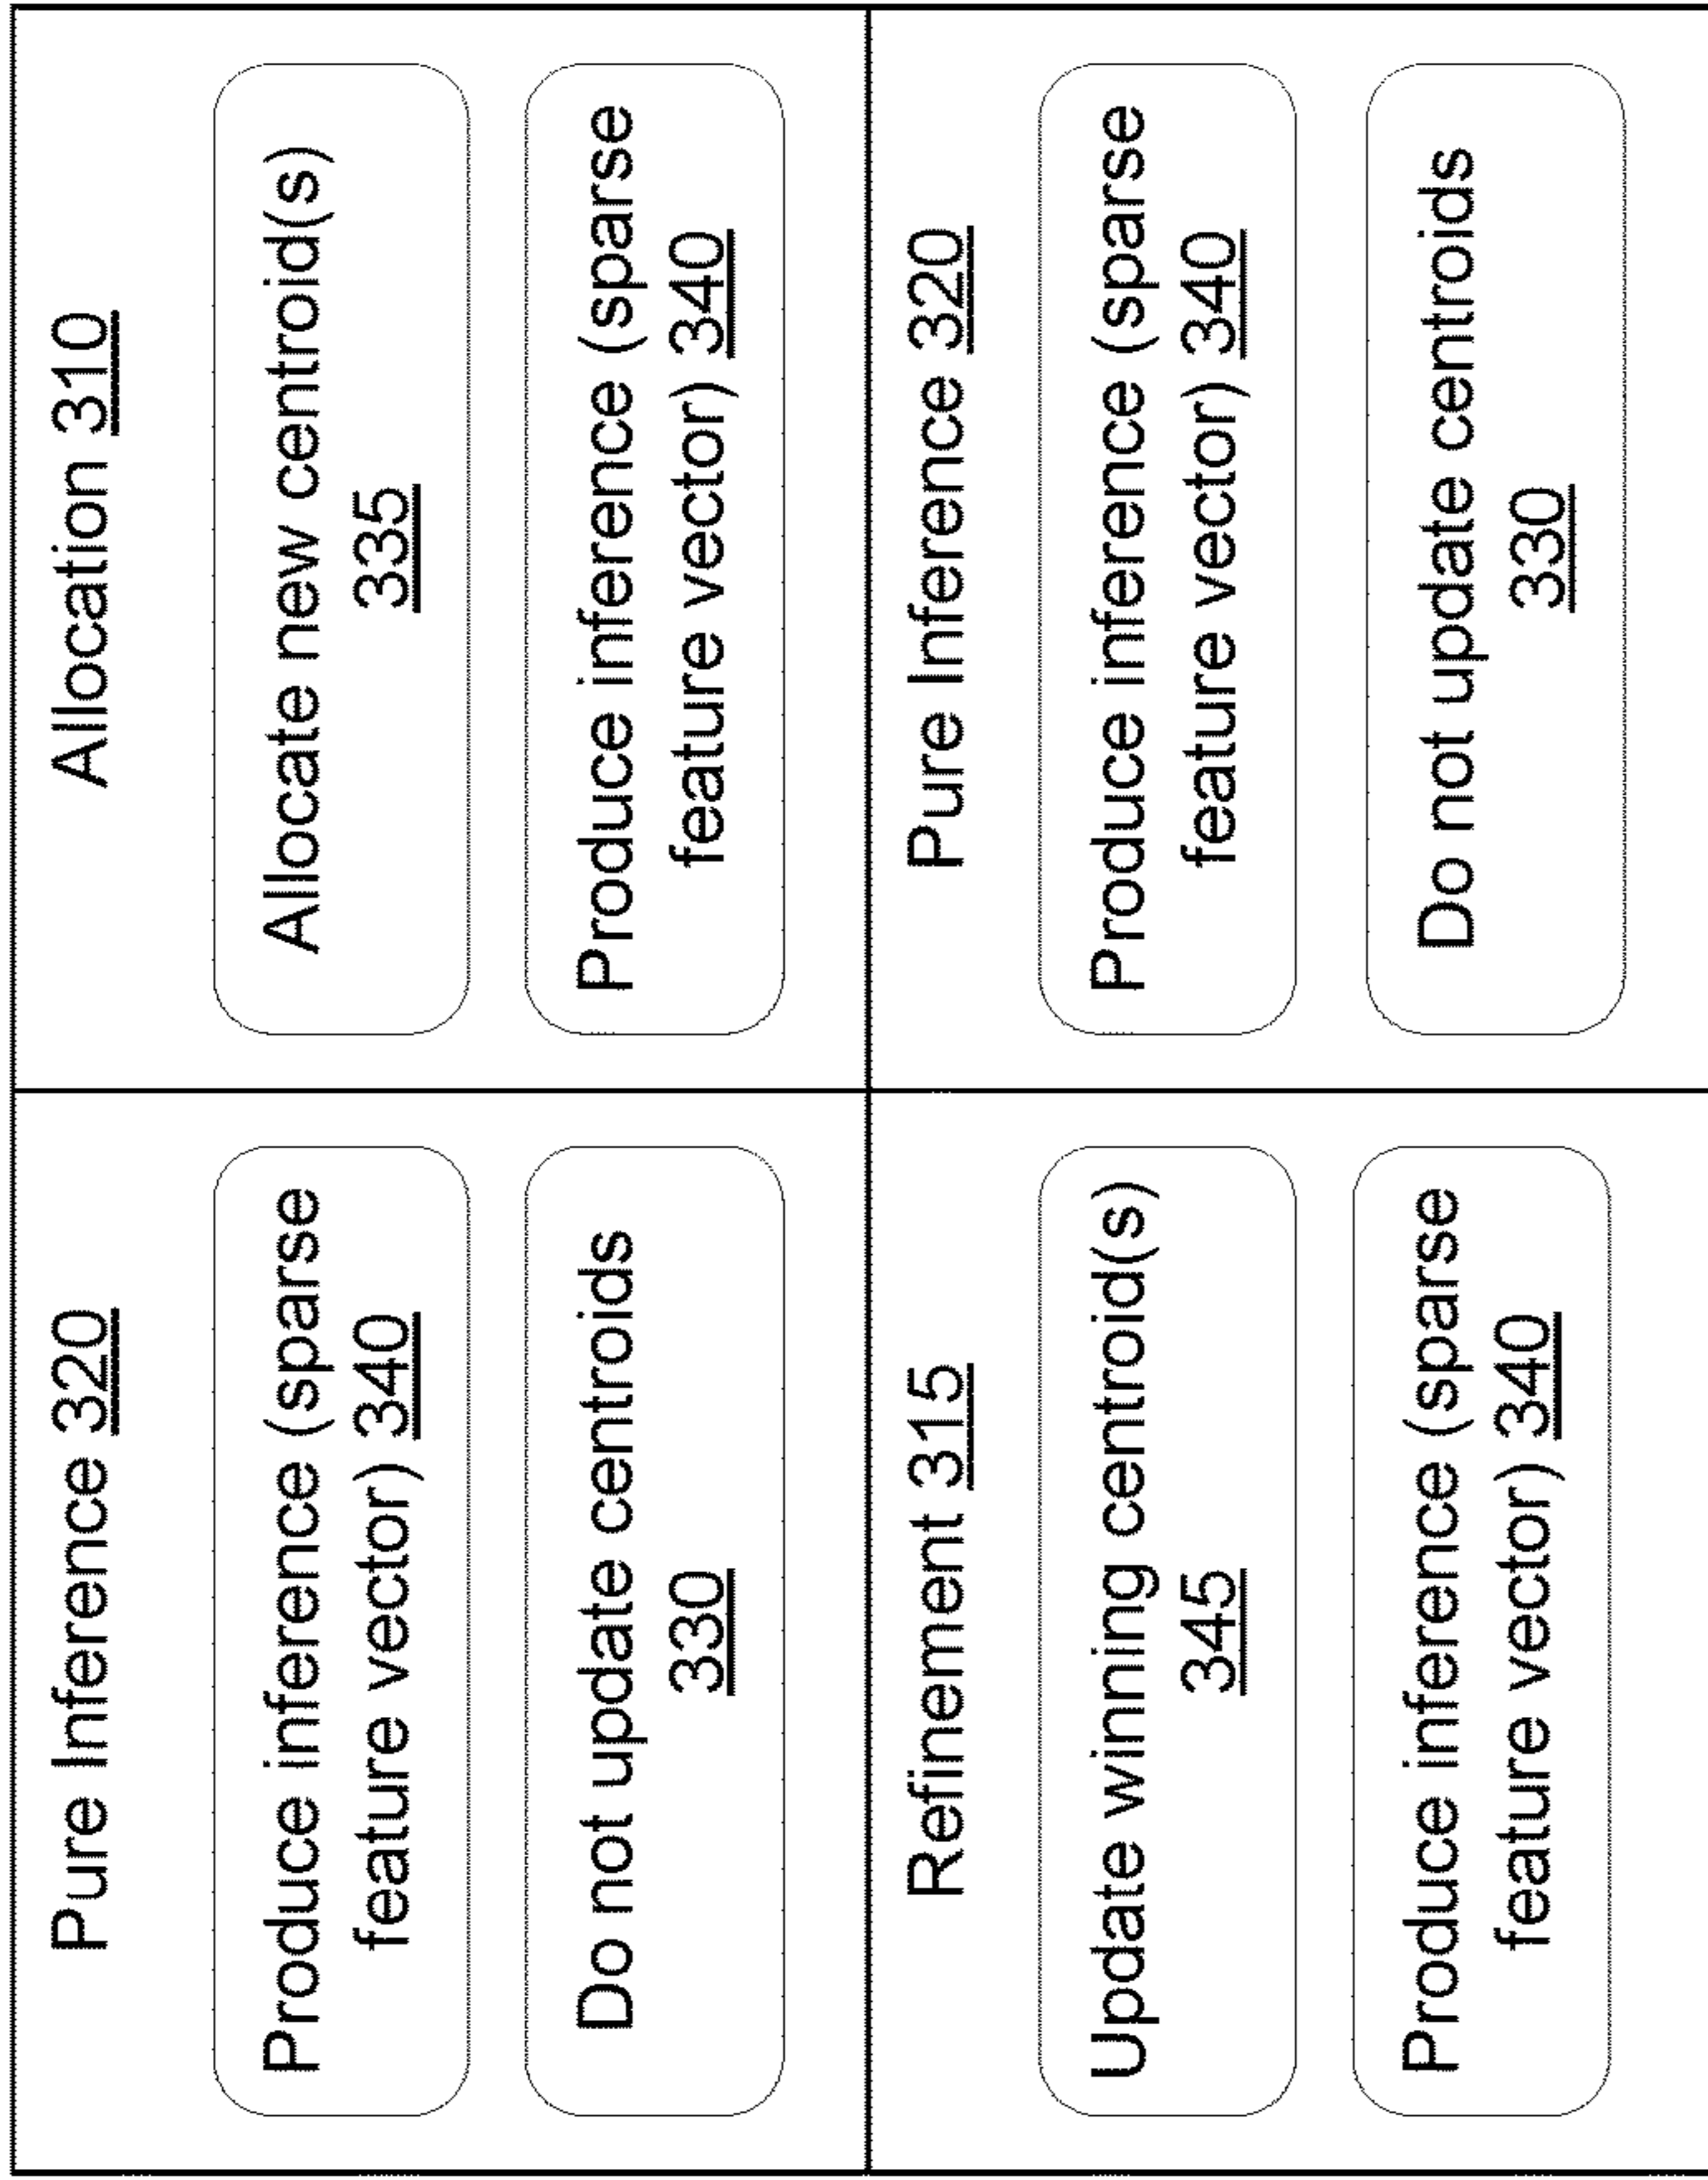 Pure Inference 320
Produce inference (sparse
feature vector) 340
Do not update centroids
330
Allocation 310
Allocate new centroid(s)
335
Produce inference (sparse
feature vector) 340
Refinement 315
Update winning centroid(s)
345
Produce inference (sparse
feature vector) 340
Pure Inference 320
Produce inference (sparse
feature vector) 340
Do not update centroids
330